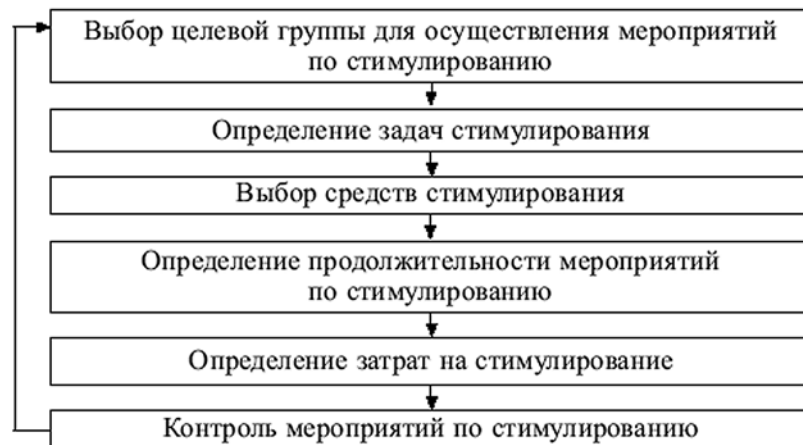 Выбор целевой группы для осуществления мероприятий
по стимулированию
Определение задач стимулирования
Выбор средств стимулирования
Определение продолжительности мероприятий
по стимулированию
Определение затрат на стимулирование
Контроль мероприятий по стимулированию